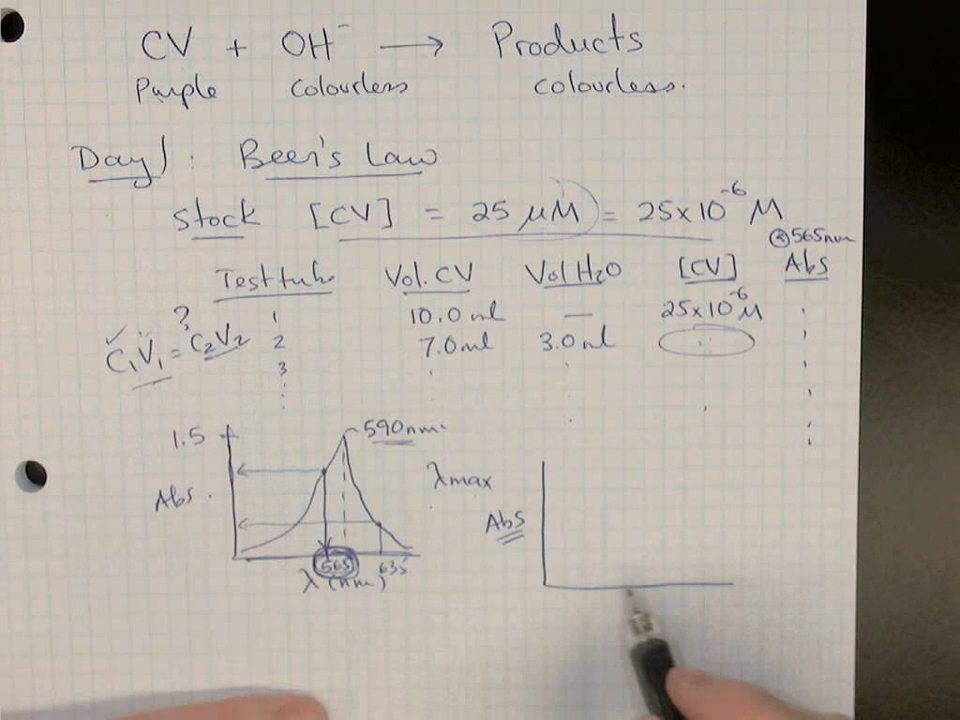 CV + OH⁻ → Products
Purple Colourless colourless.
Day 1: Beer's Law
Stock [CV] = 25 µM = 25×10⁻⁶ M
@565nm
Test tube Vol. CV Vol H₂O [CV] Abs
1 10.0 ml — 25×10⁻⁶ M
?
C₁V₁ = C₂V₂ 2 7.0 ml 3.0 ml
3
1.5 590nm.
λmax
Abs.
Abs
565 635
λ (nm)